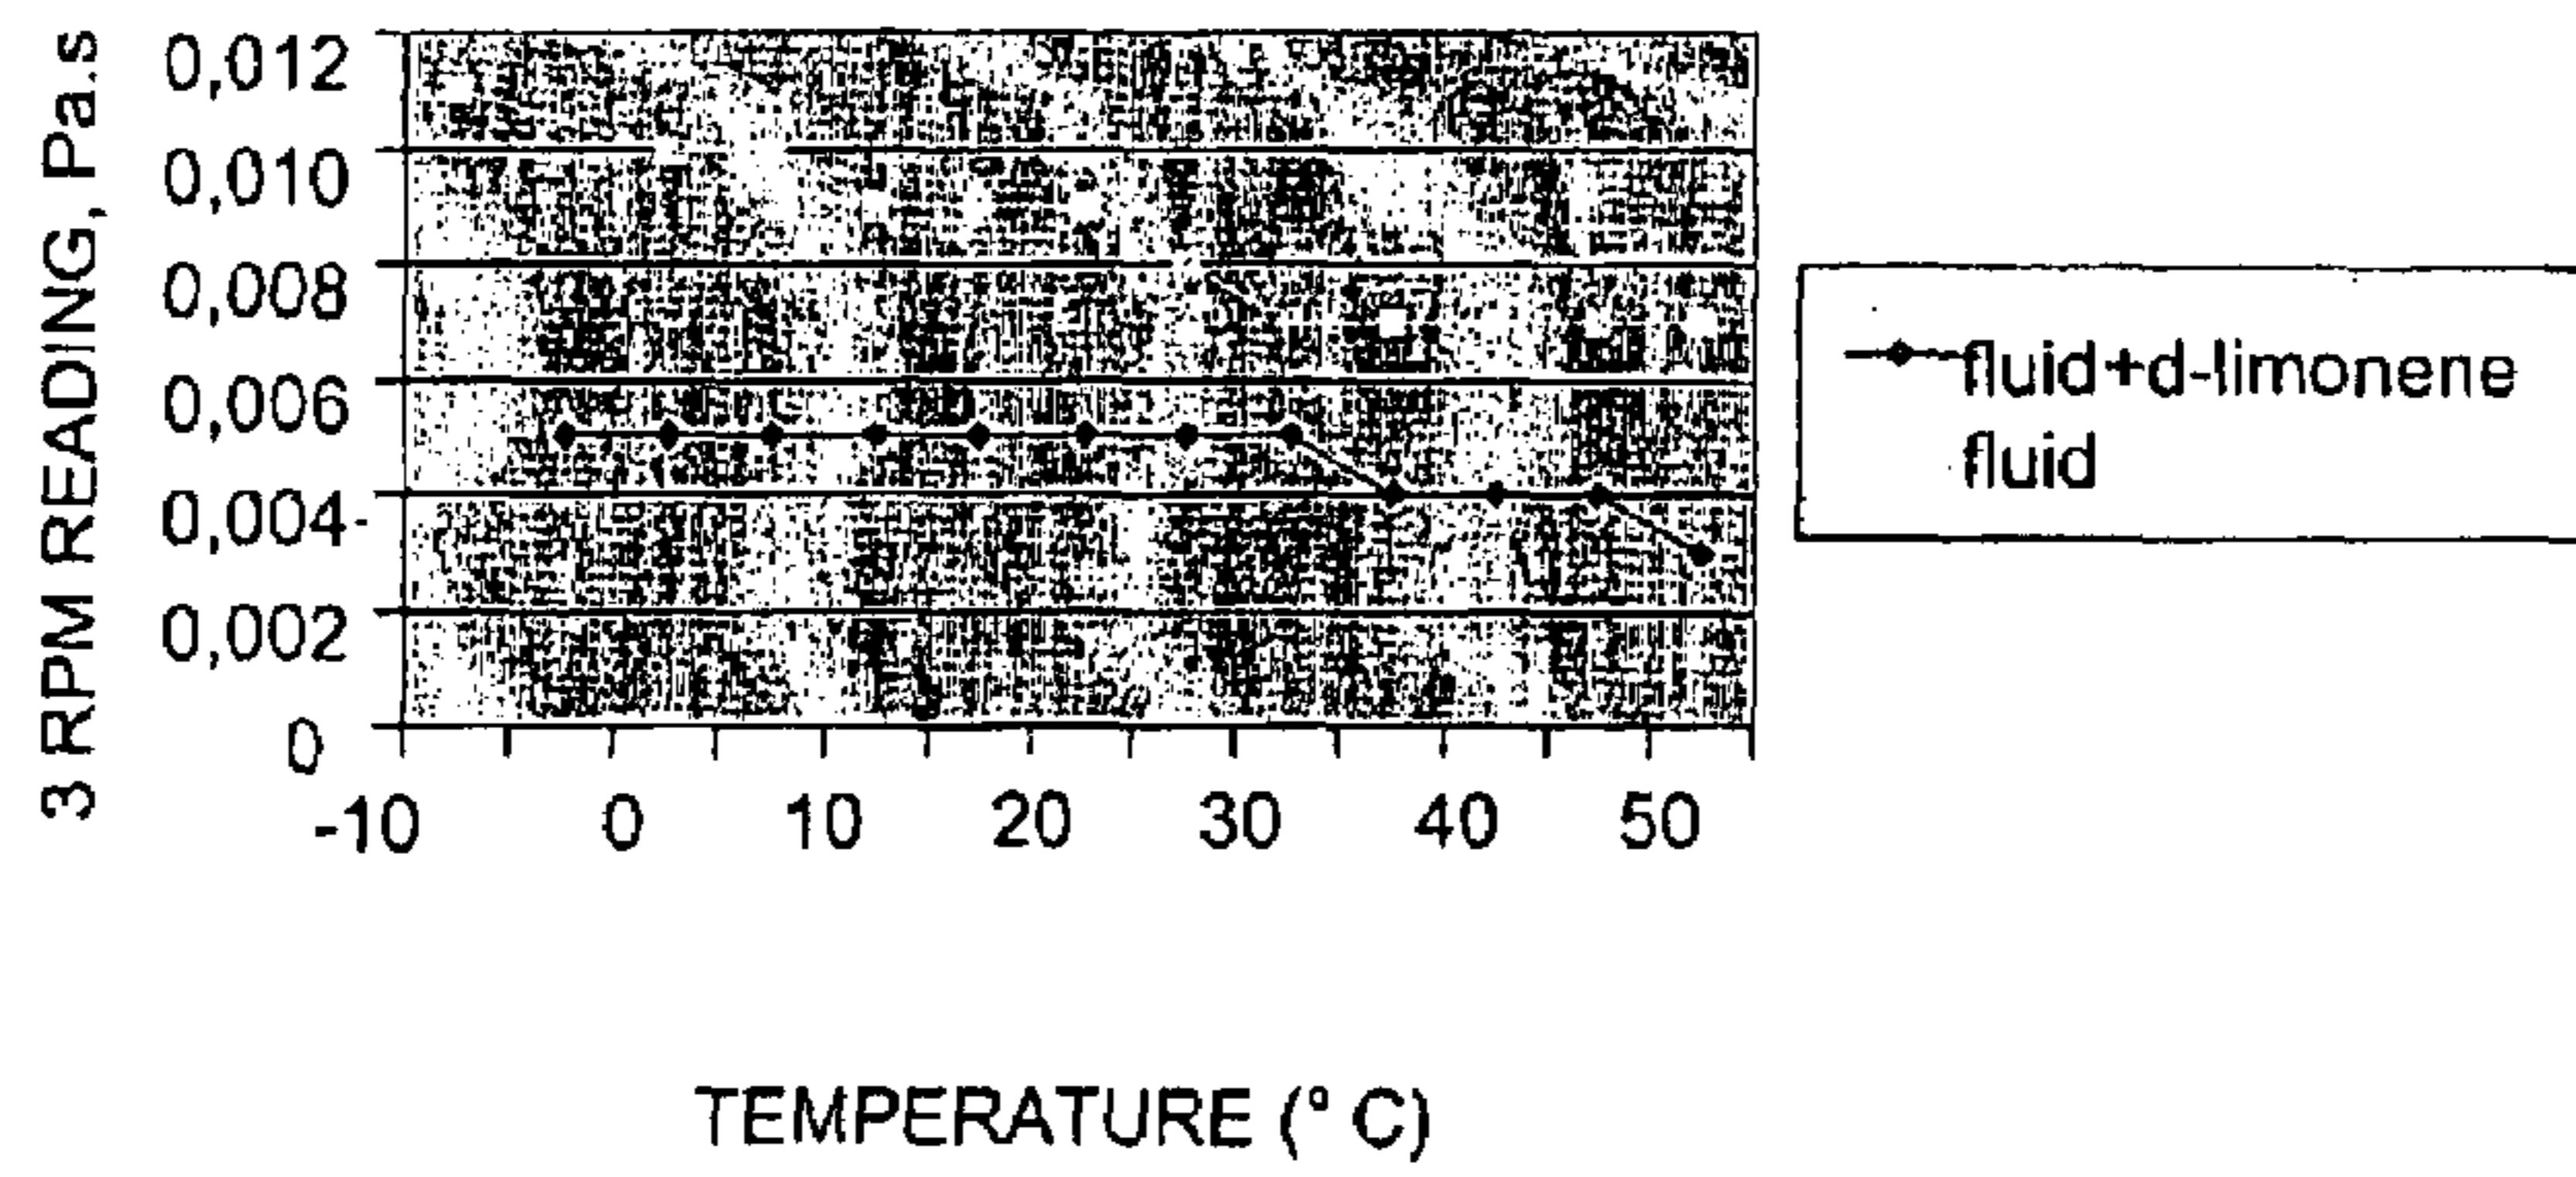 3 RPM READING, Pa.s
0,012
0,010
0,008
0,006
0,004
0,002
0
-10 0 10 20 30 40 50
TEMPERATURE (º C)
fluid+d-limonene
fluid